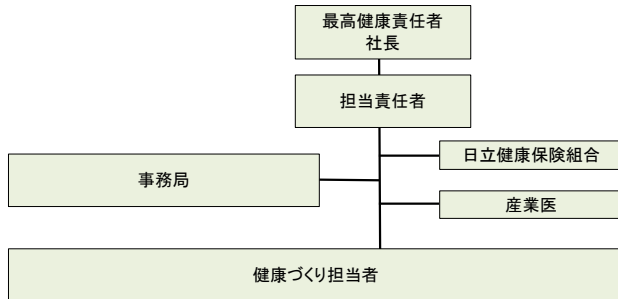 最高健康責任者
社長
担当責任者
日立健康保険組合
事務局
産業医
健康づくり担当者